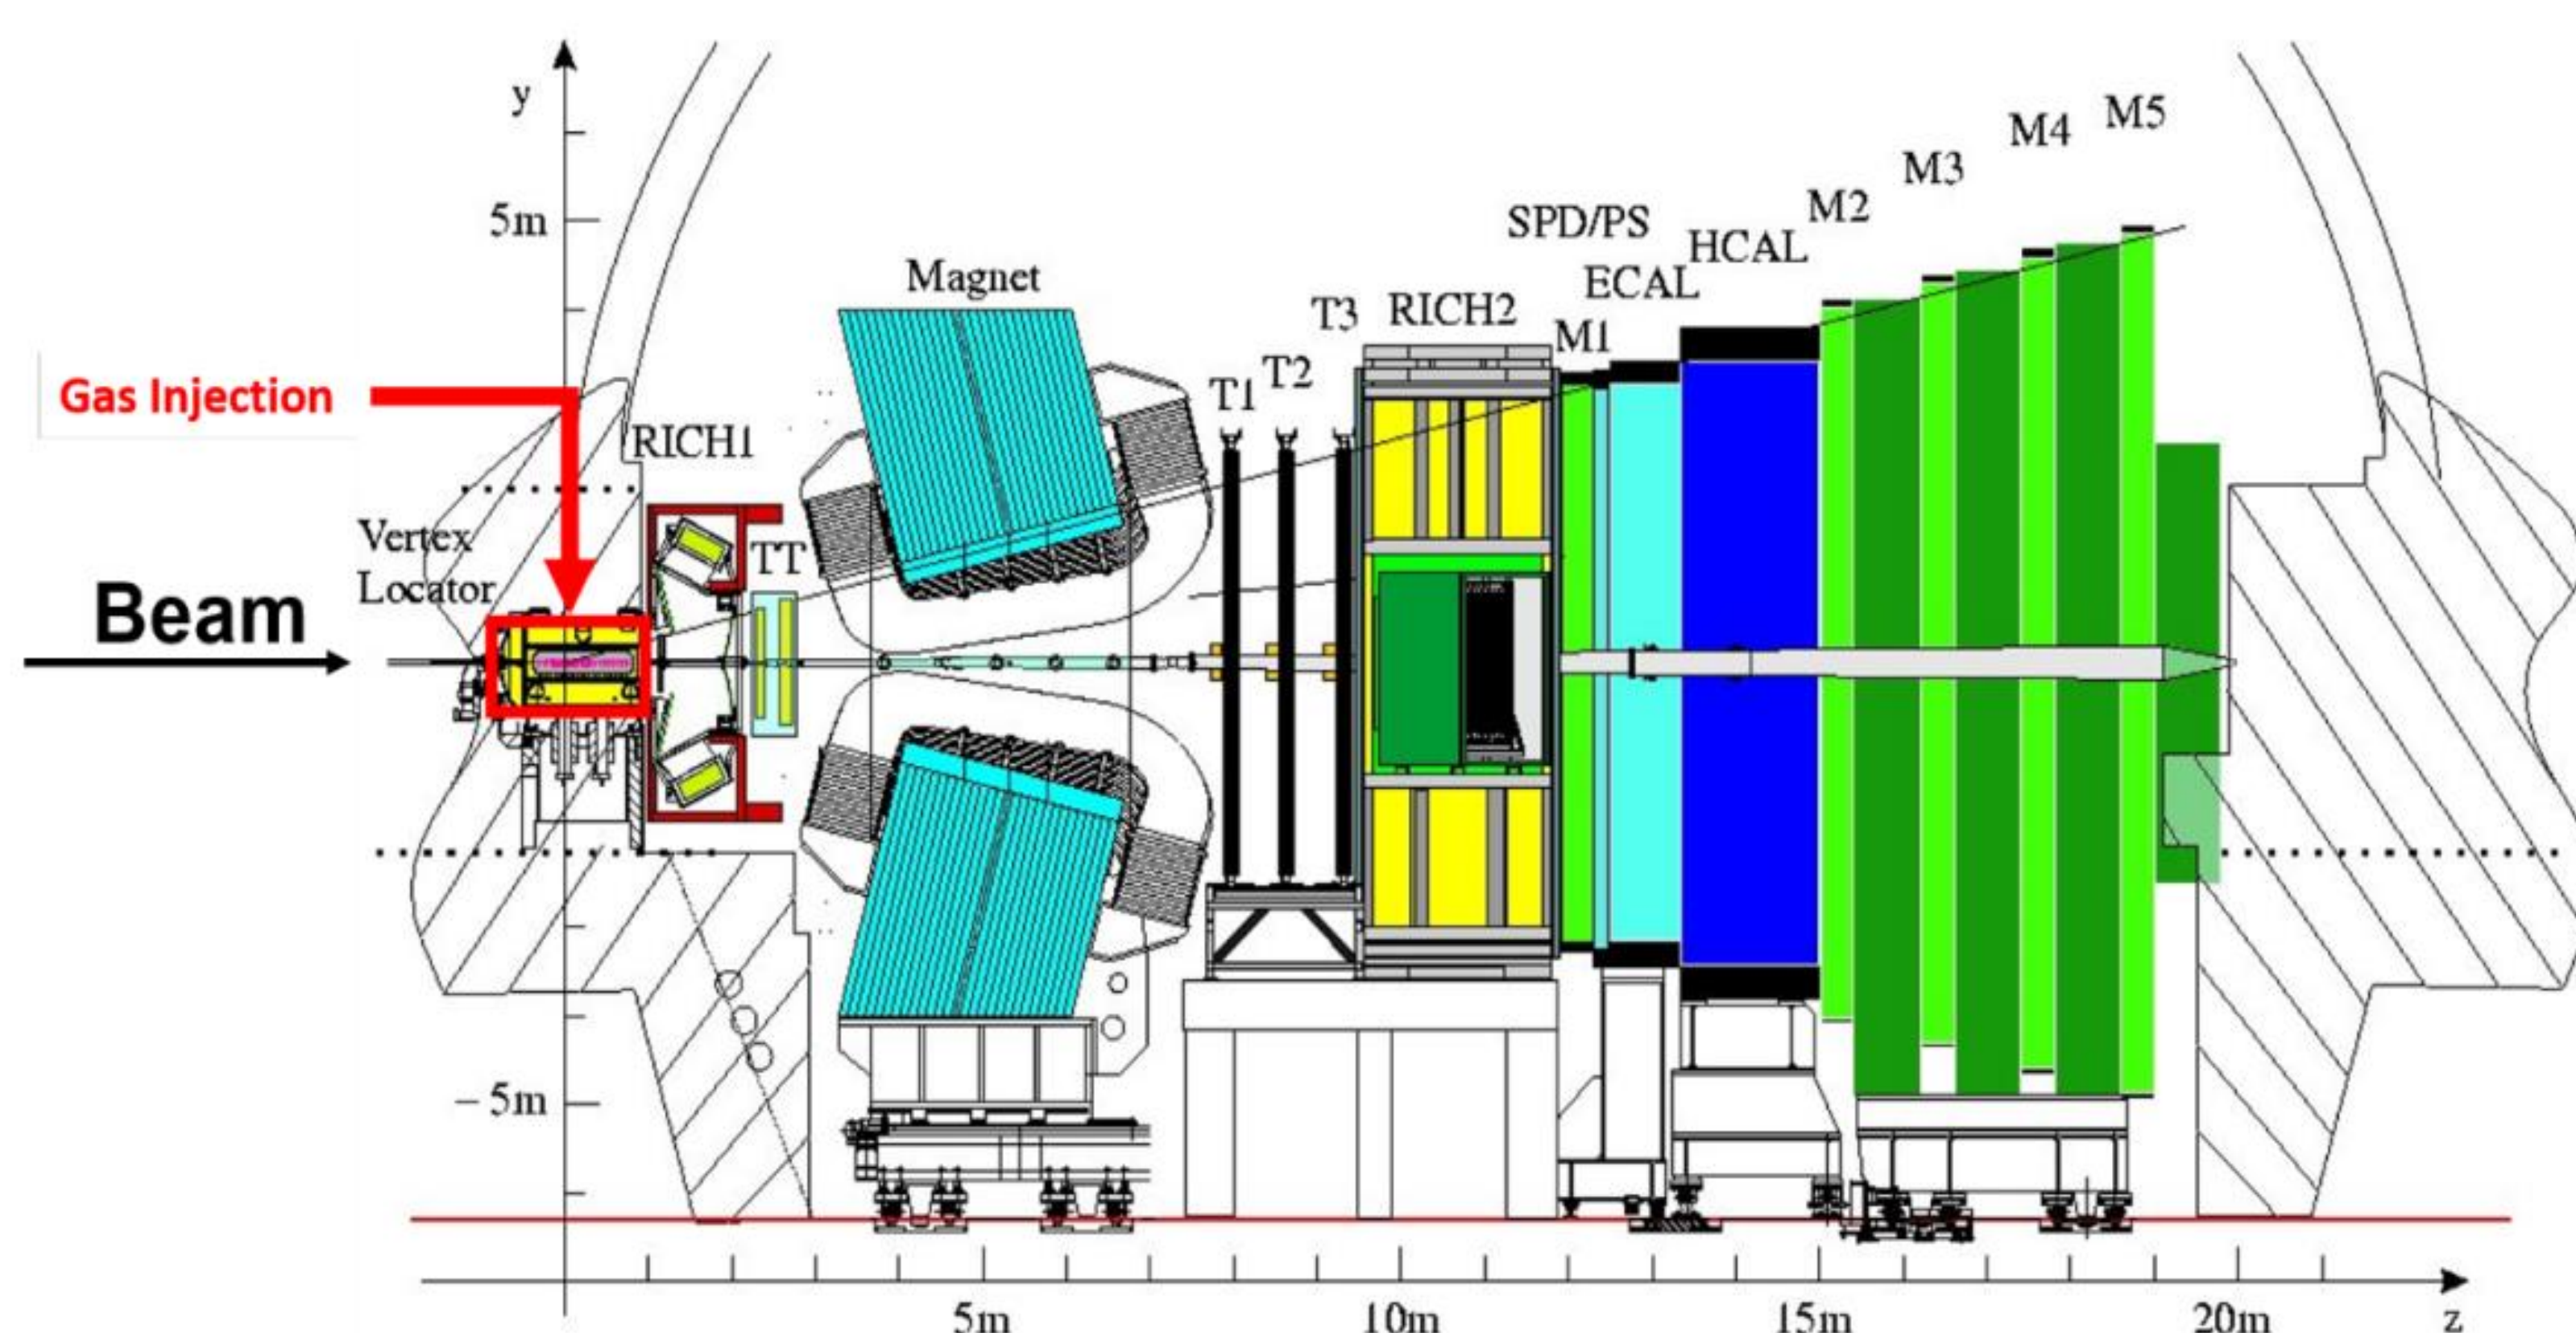 y
5m
Gas Injection
Vertex
Locator
Beam
RICH1
TT
Magnet
T1
T2
T3
RICH2
M1
SPD/PS
ECAL
HCAL
M2
M3
M4
M5
– 5m
5m
10m
15m
20m
z